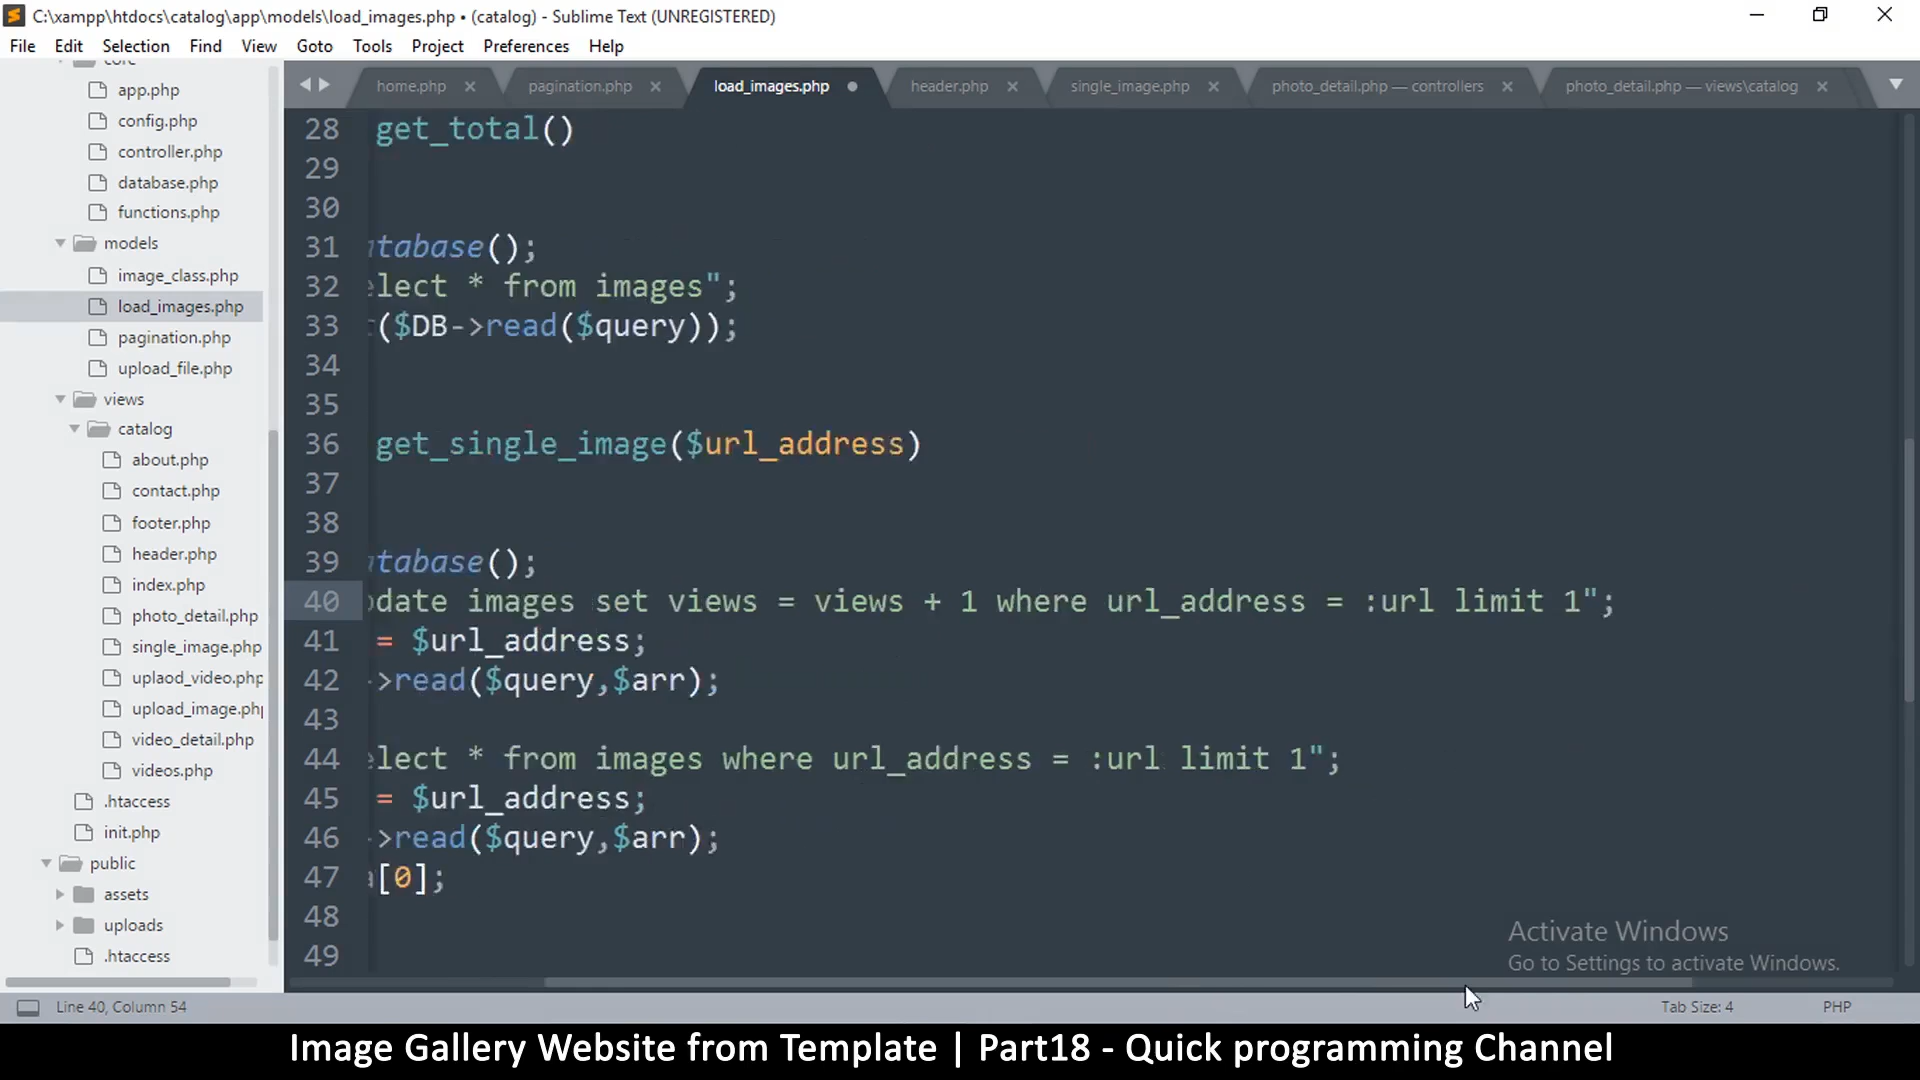 C:\xampp\htdocs\catalog\app\models\load_images.php • (catalog) - Sublime Text (UNREGISTERED)
File Edit Selection Find View Goto Tools Project Preferences Help
home.php pagination.php load_images.php header.php single_image.php photo_detail.php — controllers photo_detail.php — views\catalog
core
app.php
config.php
controller.php
database.php
functions.php
models
image_class.php
load_images.php
pagination.php
upload_file.php
views
catalog
about.php
contact.php
footer.php
header.php
index.php
photo_detail.php
single_image.php
uplaod_video.php
upload_image.ph
video_detail.php
videos.php
.htaccess
init.php
public
assets
uploads
.htaccess
28 get_total()
29
30
31 atabase();
32 elect * from images";
33 ($DB->read($query));
34
35
36 get_single_image($url_address)
37
38
39 atabase();
40 pdate images set views = views + 1 where url_address = :url limit 1";
41 = $url_address;
42 ->read($query,$arr);
43
44 elect * from images where url_address = :url limit 1";
45 = $url_address;
46 ->read($query,$arr);
47 a[0];
48
49
Activate Windows
Go to Settings to activate Windows.
Line 40, Column 54 Tab Size: 4 PHP
Image Gallery Website from Template | Part18 - Quick programming Channel